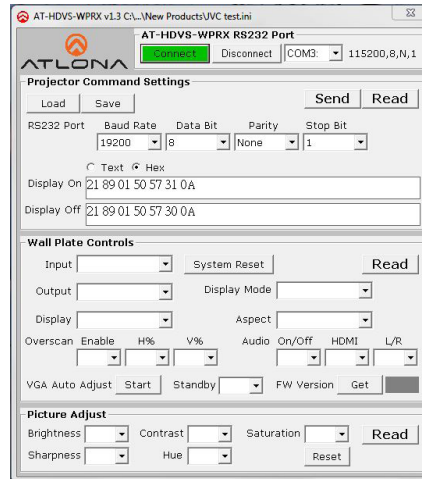 AT-HDVS-WPRX v1.3 C:\...\New Products\JVC test.ini
ATLONA
AT-HDVS-WPRX RS232 Port
Connect Disconnect COM3: 115200,8,N,1
Projector Command Settings
Load Save Send Read
RS232 Port Baud Rate Data Bit Parity Stop Bit
19200 8 None 1
Text Hex
Display On 21 89 01 50 57 31 0A
Display Off 21 89 01 50 57 30 0A
Wall Plate Controls
Input System Reset Read
Output Display Mode
Display Aspect
Overscan Enable H% V% Audio On/Off HDMI L/R
VGA Auto Adjust Start Standby FW Version Get
Picture Adjust
Brightness Contrast Saturation Read
Sharpness Hue Reset